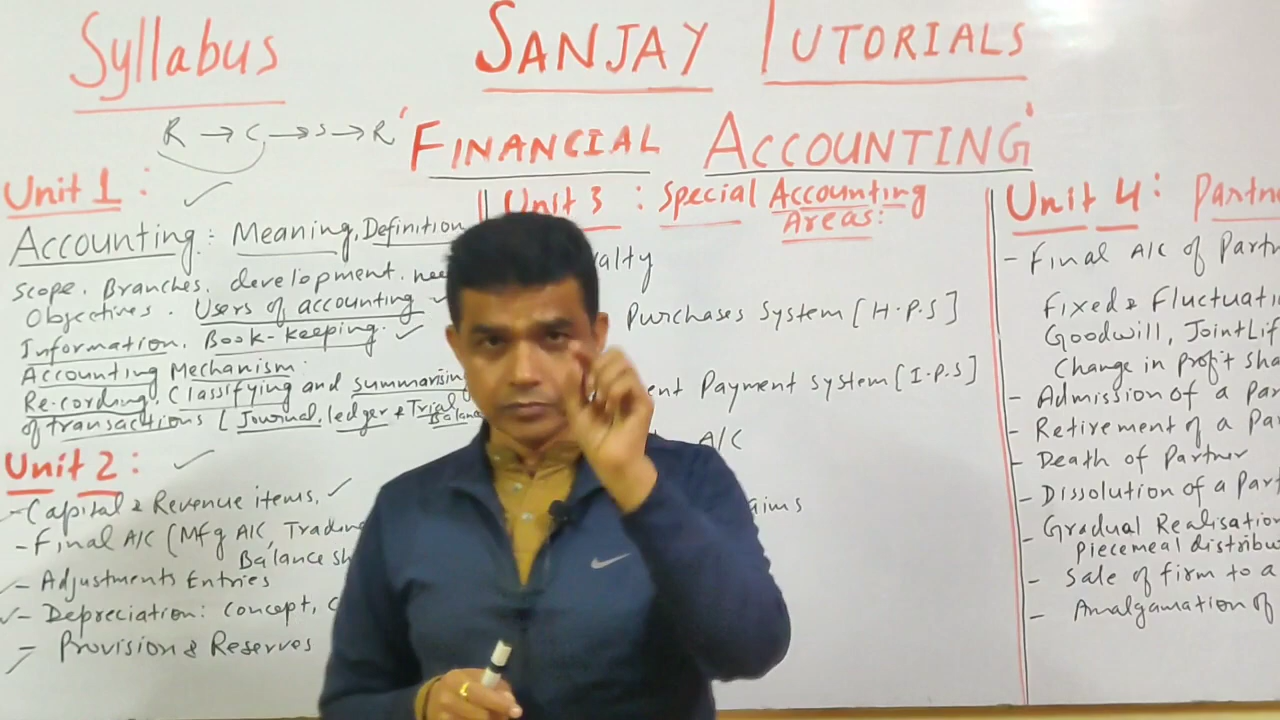 Syllabus
SANJAY TUTORIALS
R → C → S → R
'FINANCIAL ACCOUNTING'
Unit 1 :
Accounting : Meaning, Definition
Scope. Branches. development. nee
Objectives. Users of accounting
Information. Book-keeping.
Accounting Mechanism:
Re-cording, Classifying and summarising
of transactions [Journal, ledger & Trial Balance
Unit 2 :
- Capital & Revenue items.
- Final A/C (Mfg A/C, Trading
Balance sh
- Adjustments Entries
- Depreciation: concept, c
- Provision & Reserves
Unit 3 : Special Accounting
Areas:
alty
Purchases System [H.P.S]
ent Payment system [I.P.S]
A/C
aims
Unit 4 : Partn
- Final A/C of Partn
Fixed & Fluctuati
Goodwill, Joint Lif
Change in profit sha
- Admission of a Par
- Retirement of a Pa
- Death of Partner
- Dissolution of a Part
- Gradual Realisation
Piecemeal distribu
- Sale of firm to a
- Amalgamation of